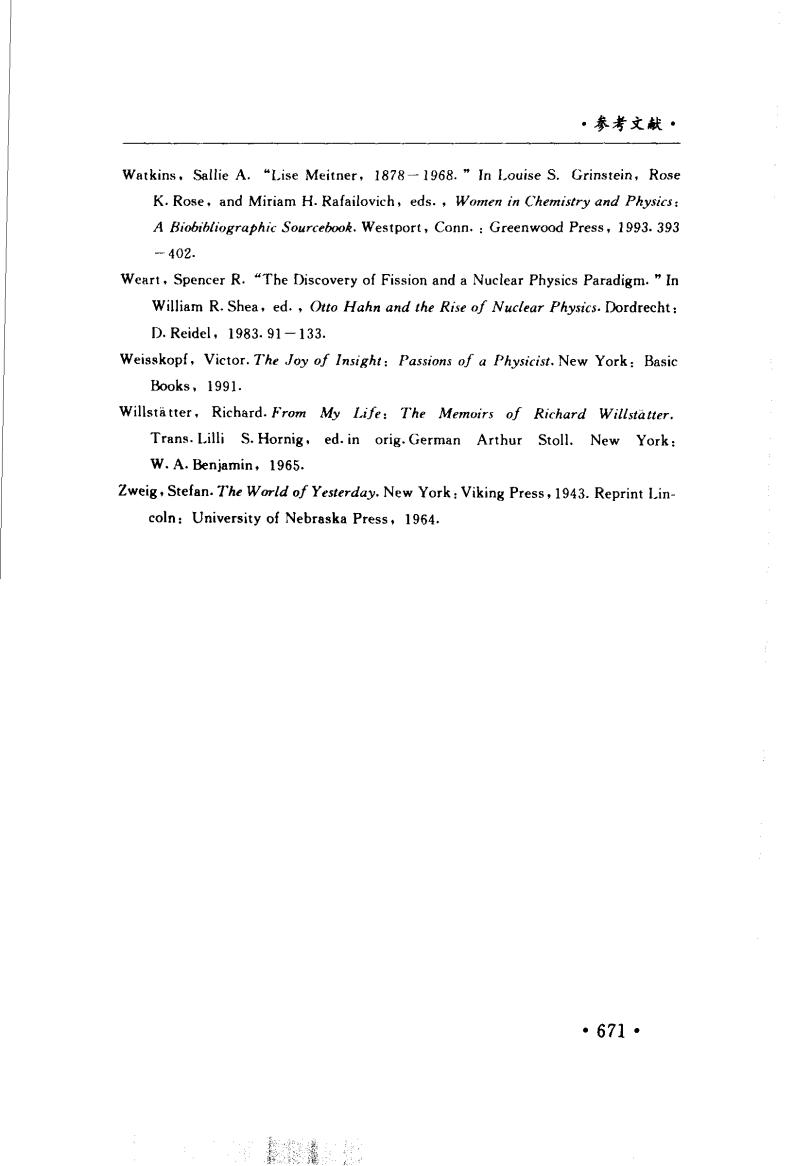 ·参考文献·
Watkins, Sallie A. “Lise Meitner, 1878－1968.” In Louise S. Grinstein, Rose
K. Rose, and Miriam H. Rafailovich, eds., Women in Chemistry and Physics:
A Biobibliographic Sourcebook. Westport, Conn.: Greenwood Press, 1993. 393
－402.
Weart, Spencer R. “The Discovery of Fission and a Nuclear Physics Paradigm.” In
William R. Shea, ed., Otto Hahn and the Rise of Nuclear Physics. Dordrecht:
D. Reidel, 1983. 91－133.
Weisskopf, Victor. The Joy of Insight: Passions of a Physicist. New York: Basic
Books, 1991.
Willstätter, Richard. From My Life: The Memoirs of Richard Willstätter.
Trans. Lilli S. Hornig, ed. in orig. German Arthur Stoll. New York:
W. A. Benjamin, 1965.
Zweig, Stefan. The World of Yesterday. New York: Viking Press, 1943. Reprint Lin-
coln: University of Nebraska Press, 1964.
·671·